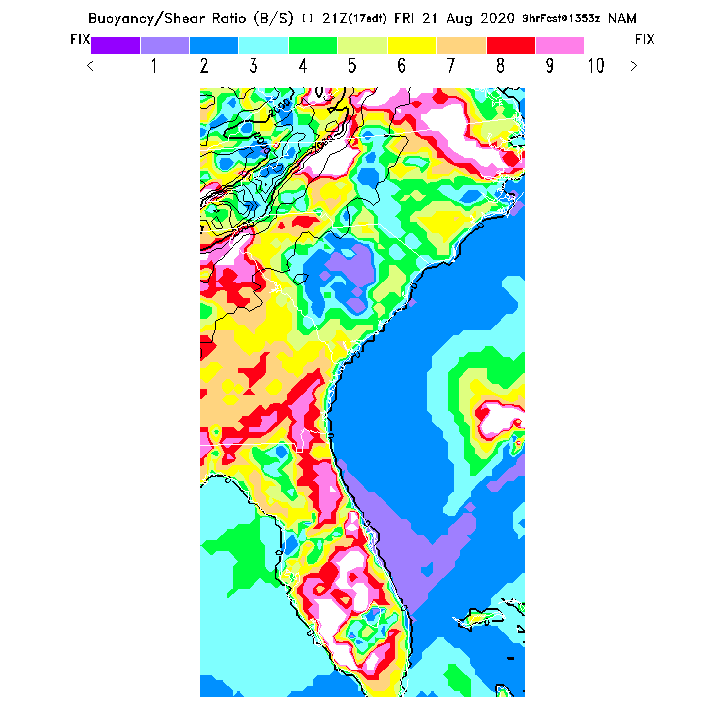 Buoyancy/Shear Ratio (B/S) [] 21Z(17edt) FRI 21 Aug 2020 9hrFcst@1353z NAM
FIX FIX
< 1 2 3 4 5 6 7 8 9 10 >